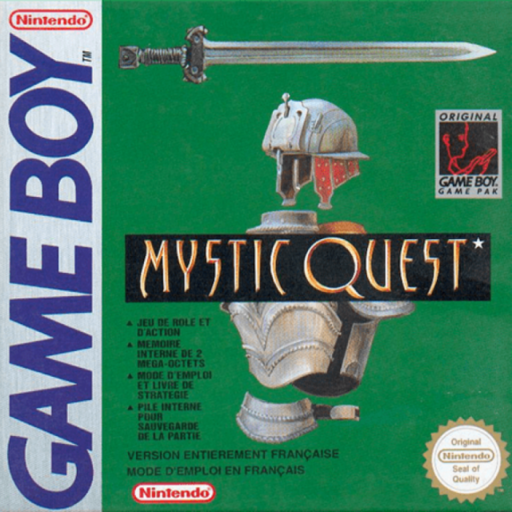 Nintendo
GAME BOY
TM
ORIGINAL
GAME BOY
GAME PAK
MYSTIC QUEST*
▲ JEU DE ROLE ET
D'ACTION
▲ MEMOIRE
INTERNE DE 2
MEGA-OCTETS
▲ MODE D'EMPLOI
ET LIVRE DE
STRATEGIE
▲ PILE INTERNE
POUR
SAUVEGARDE
DE LA PARTIE
VERSION ENTIEREMENT FRANÇAISE
MODE D'EMPLOI EN FRANÇAIS
Nintendo
Original
Nintendo
Seal of
Quality